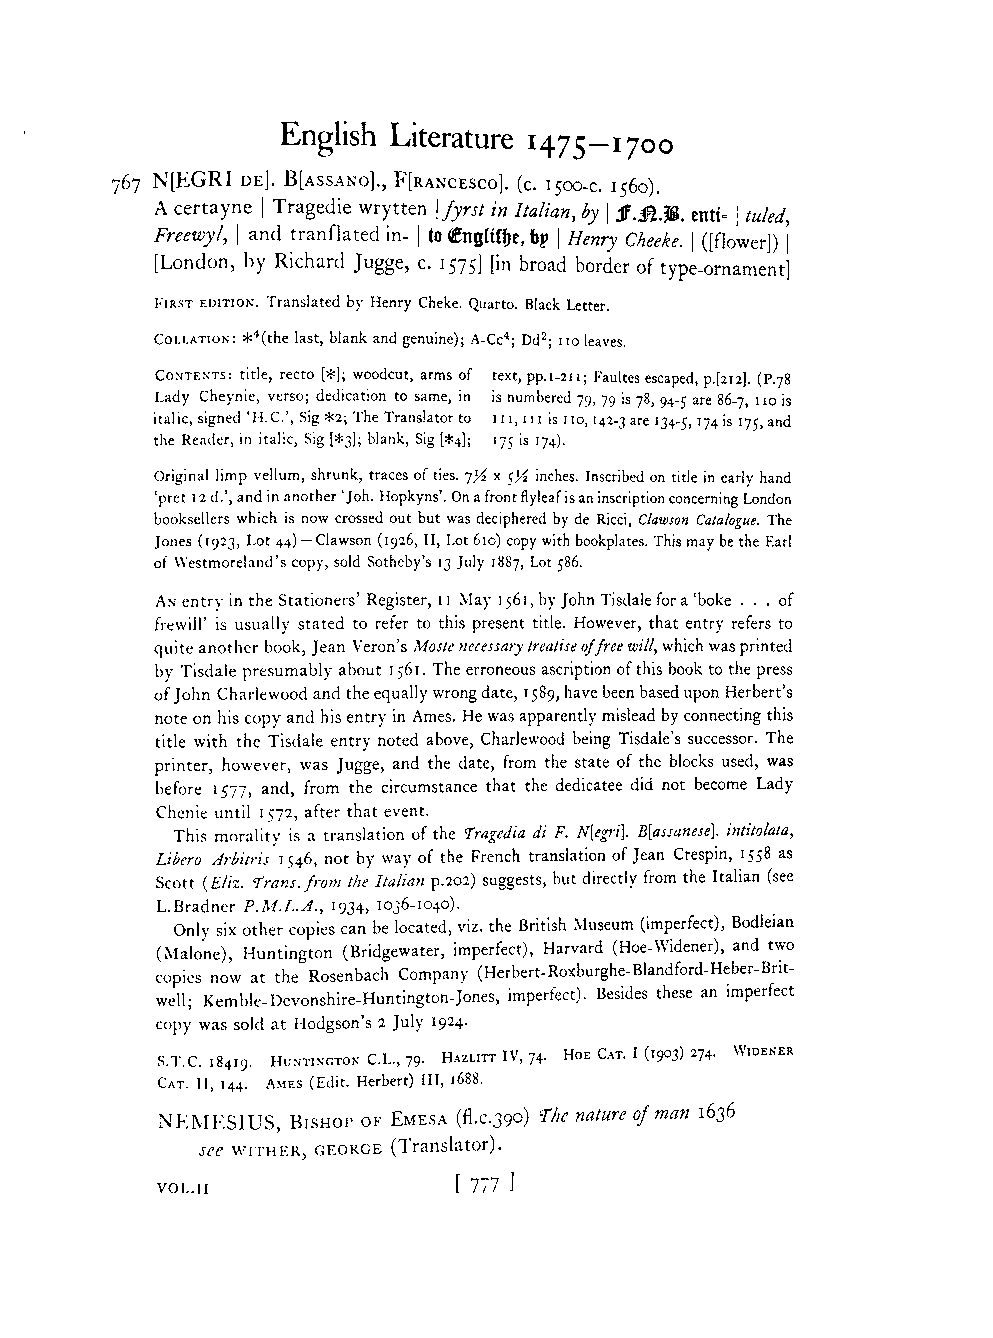 English Literature 1475–1700
767 N[EGRI DE]. B[ASSANO]., F[RANCESCO]. (c. 1500-c. 1560).
A certayne | Tragedie wrytten | fyrst in Italian, by | F.N.B. enti- | tuled,
Freewyl, | and tranſlated in- | to Engliſhe, by | Henry Cheeke. | ([flower]) |
[London, by Richard Jugge, c. 1575] [in broad border of type-ornament]
FIRST EDITION. Translated by Henry Cheke. Quarto. Black Letter.
COLLATION: *⁴(the last, blank and genuine); A-Cc⁴; Dd²; 110 leaves.
CONTENTS: title, recto [*]; woodcut, arms of
Lady Cheynie, verso; dedication to same, in
italic, signed 'H.C.', Sig *2; The Translator to
the Reader, in italic, Sig [*3]; blank, Sig [*4];
text, pp.1-211; Faultes escaped, p.[212]. (P.78
is numbered 79, 79 is 78, 94-5 are 86-7, 110 is
111, 111 is 110, 142-3 are 134-5, 174 is 175, and
175 is 174).
Original limp vellum, shrunk, traces of ties. 7½ x 5½ inches. Inscribed on title in early hand
'pret 12 d.', and in another 'Joh. Hopkyns'. On a front flyleaf is an inscription concerning London
booksellers which is now crossed out but was deciphered by de Ricci, Clawson Catalogue. The
Jones (1923, Lot 44)—Clawson (1926, II, Lot 610) copy with bookplates. This may be the Earl
of Westmoreland's copy, sold Sotheby's 13 July 1887, Lot 586.
AN entry in the Stationers' Register, 11 May 1561, by John Tisdale for a 'boke . . . of
frewill' is usually stated to refer to this present title. However, that entry refers to
quite another book, Jean Veron's Moste necessary treatise of free will, which was printed
by Tisdale presumably about 1561. The erroneous ascription of this book to the press
of John Charlewood and the equally wrong date, 1589, have been based upon Herbert's
note on his copy and his entry in Ames. He was apparently mislead by connecting this
title with the Tisdale entry noted above, Charlewood being Tisdale's successor. The
printer, however, was Jugge, and the date, from the state of the blocks used, was
before 1577, and, from the circumstance that the dedicatee did not become Lady
Chenie until 1572, after that event.
This morality is a translation of the Tragedia di F. N[egri]. B[assanese]. intitolata,
Libero Arbitris 1546, not by way of the French translation of Jean Crespin, 1558 as
Scott (Eliz. Trans. from the Italian p.202) suggests, but directly from the Italian (see
L.Bradner P.M.L.A., 1934, 1036-1040).
Only six other copies can be located, viz. the British Museum (imperfect), Bodleian
(Malone), Huntington (Bridgewater, imperfect), Harvard (Hoe-Widener), and two
copies now at the Rosenbach Company (Herbert-Roxburghe-Blandford-Heber-Brit-
well; Kemble-Devonshire-Huntington-Jones, imperfect). Besides these an imperfect
copy was sold at Hodgson's 2 July 1924.
S.T.C. 18419. HUNTINGTON C.L., 79. HAZLITT IV, 74. HOE CAT. I (1903) 274. WIDENER
CAT. II, 144. AMES (Edit. Herbert) III, 1688.
NEMESIUS, BISHOP OF EMESA (fl.c.390) The nature of man 1636
see WITHER, GEORGE (Translator).
VOL.II [ 777 ]